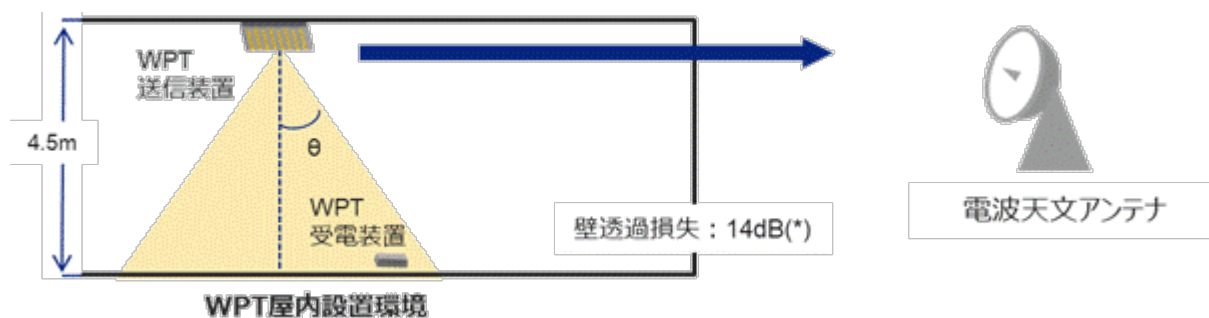 WPT
送信装置
4.5m
θ
WPT
受電装置
壁透過損失：14dB(*)
電波天文アンテナ
WPT屋内設置環境